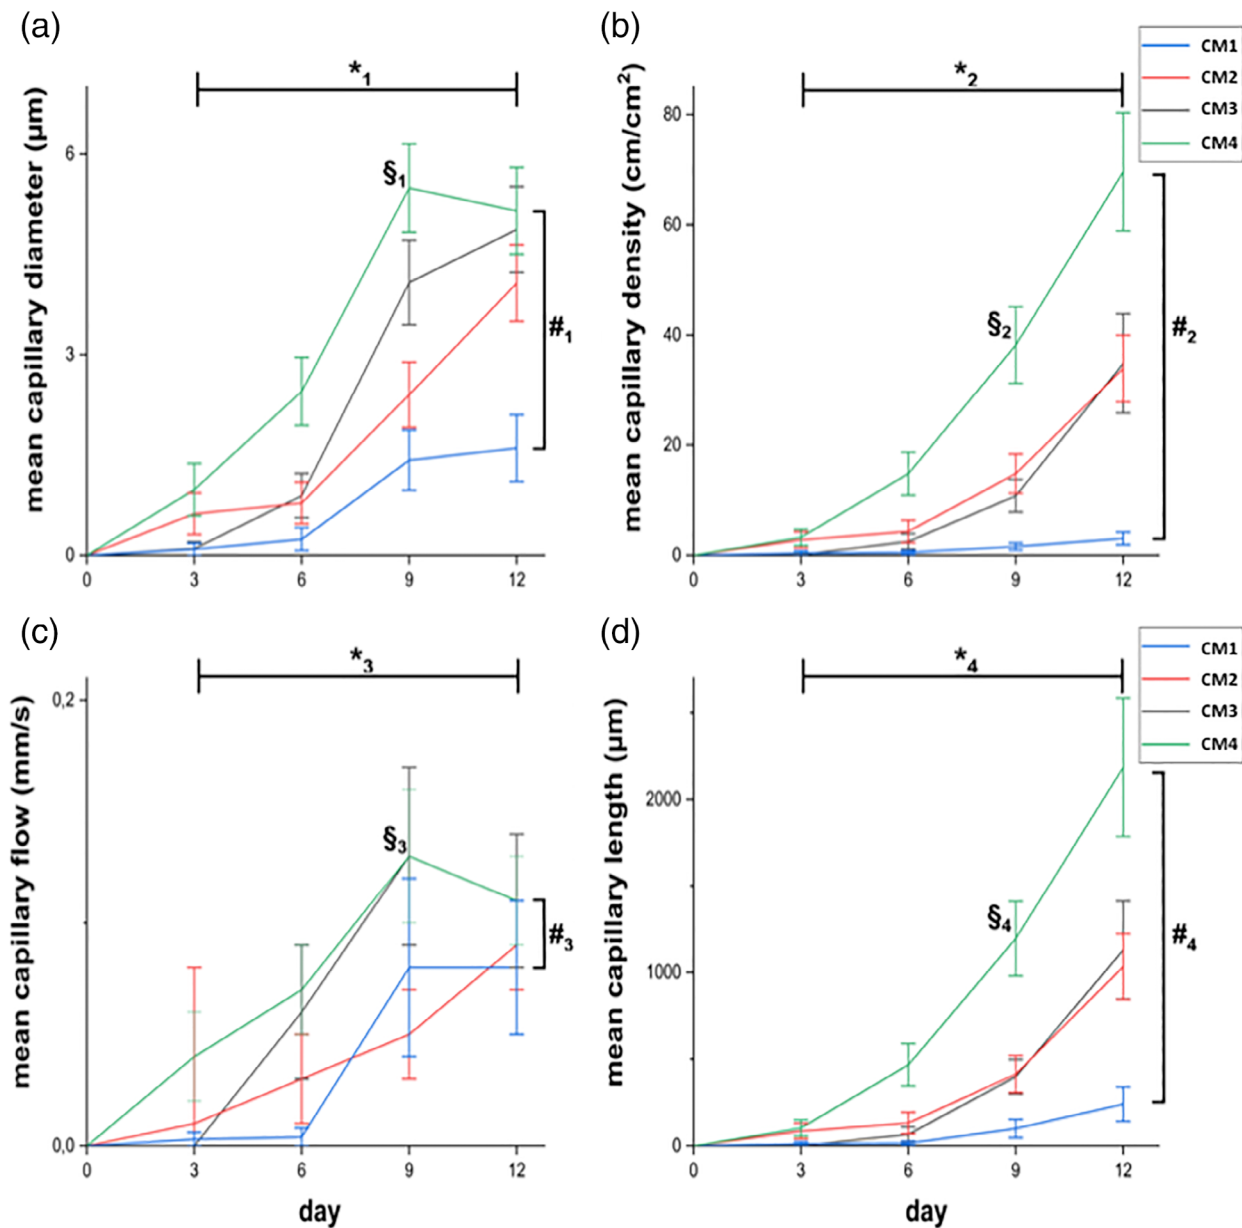 (a)
*1
mean capillary diameter (μm)
6
3
0
§1
#1
0 3 6 9 12
(b)
*2
mean capillary density (cm/cm²)
80
60
40
20
0
§2
#2
0 3 6 9 12
CM1
CM2
CM3
CM4
(c)
*3
mean capillary flow (mm/s)
0,2
0,0
§3
#3
0 3 6 9 12
day
(d)
*4
mean capillary length (μm)
2000
1000
0
§4
#4
0 3 6 9 12
day
CM1
CM2
CM3
CM4